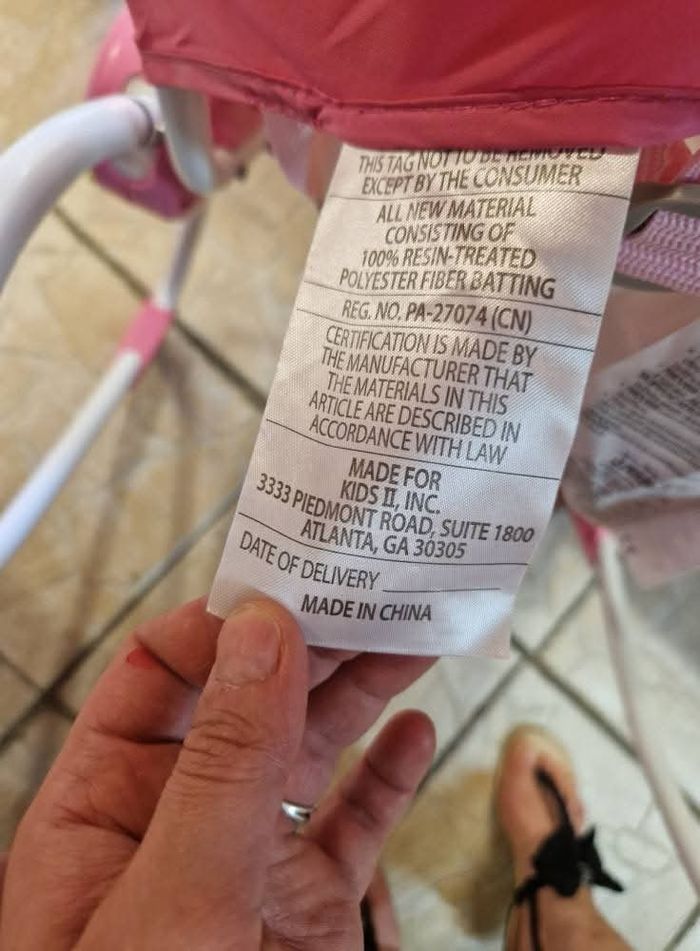 THIS TAG NOT TO BE REMOVED
EXCEPT BY THE CONSUMER
ALL NEW MATERIAL
CONSISTING OF
100% RESIN-TREATED
POLYESTER FIBER BATTING
REG. NO. PA-27074 (CN)
CERTIFICATION IS MADE BY
THE MANUFACTURER THAT
THE MATERIALS IN THIS
ARTICLE ARE DESCRIBED IN
ACCORDANCE WITH LAW
MADE FOR
KIDS II, INC.
3333 PIEDMONT ROAD, SUITE 1800
ATLANTA, GA 30305
DATE OF DELIVERY
MADE IN CHINA